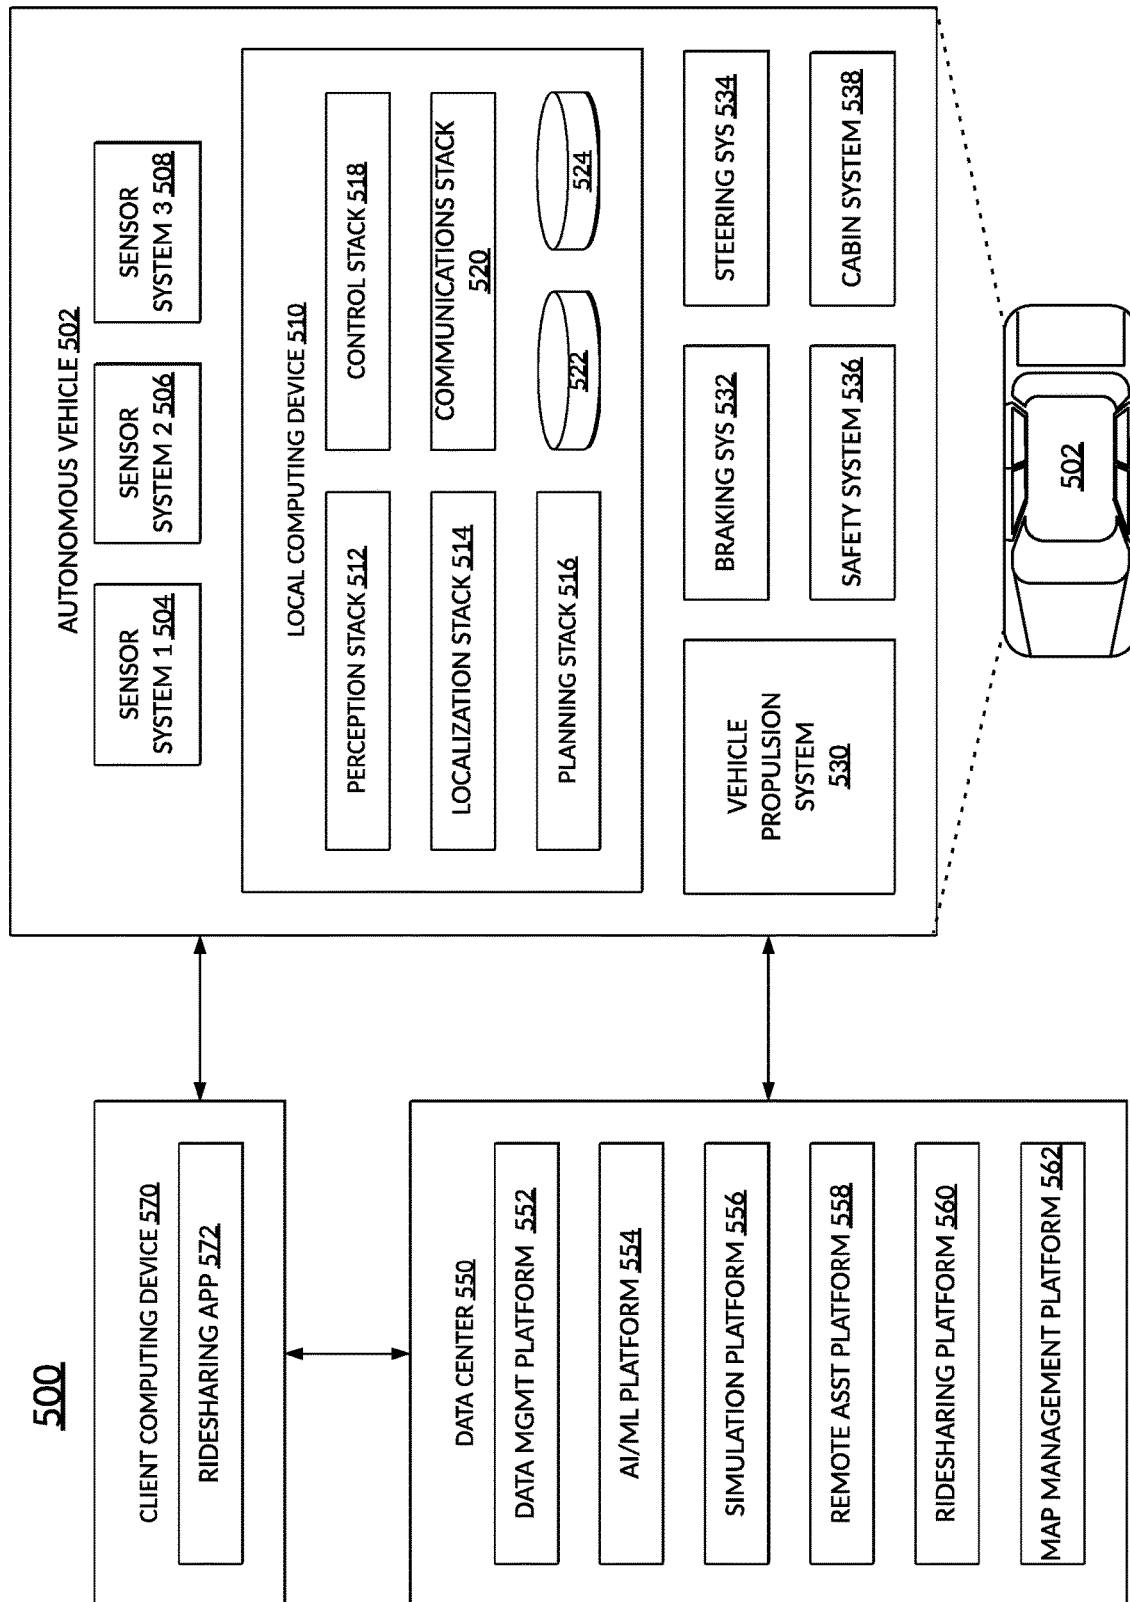 500
CLIENT COMPUTING DEVICE 570
RIDESHARING APP 572
DATA CENTER 550
DATA MGMT PLATFORM 552
AI/ML PLATFORM 554
SIMULATION PLATFORM 556
REMOTE ASST PLATFORM 558
RIDESHARING PLATFORM 560
MAP MANAGEMENT PLATFORM 562
AUTONOMOUS VEHICLE 502
SENSOR
SYSTEM 1 504
SENSOR
SYSTEM 2 506
SENSOR
SYSTEM 3 508
LOCAL COMPUTING DEVICE 510
PERCEPTION STACK 512
CONTROL STACK 518
LOCALIZATION STACK 514
COMMUNICATIONS STACK
520
PLANNING STACK 516
522
524
VEHICLE
PROPULSION
SYSTEM
530
BRAKING SYS 532
STEERING SYS 534
SAFETY SYSTEM 536
CABIN SYSTEM 538
502